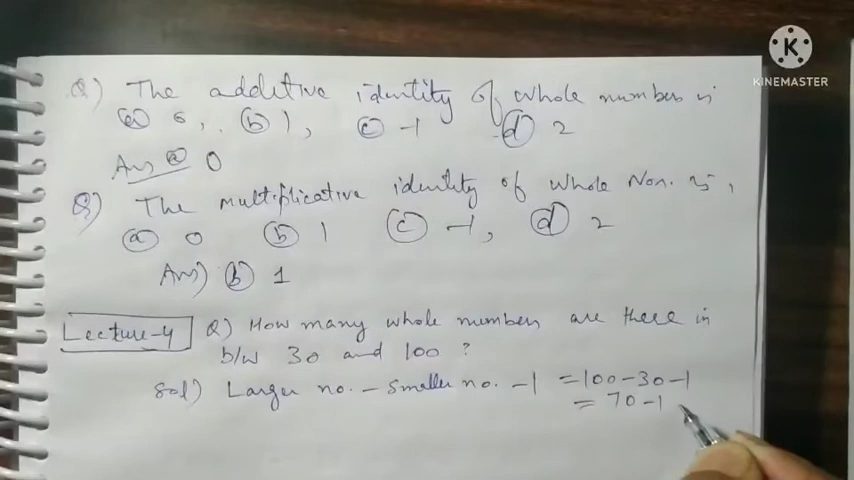 Q) The additive identity of whole numbers is
(a) 0, (b) 1, (c) -1 (d) 2
Ans (a) 0
Q) The multiplicative identity of whole Non. is,
(a) 0 (b) 1 (c) -1, (d) 2
Ans) (b) 1
Lecture-4 Q) How many whole numbers are there in
b/w 30 and 100 ?
Sol) Larger no. - Smaller no. -1 = 100-30-1
= 70-1
K
KINEMASTER